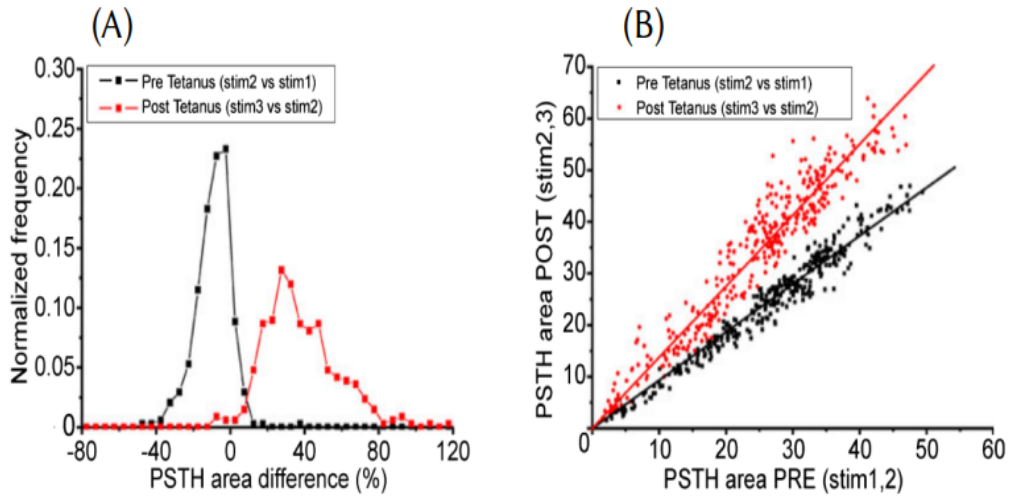 (A)
0.30
0.25
0.20
0.15
0.10
0.05
0
Normalized frequency
Pre Tetanus (stim2 vs stim1)
Post Tetanus (stim3 vs stim2)
-80 -40 0 40 80 120
PSTH area difference (%)
(B)
70
60
50
40
30
20
10
PSTH area POST (stim2,3)
Pre Tetanus (stim2 vs stim1)
Post Tetanus (stim3 vs stim2)
0 10 20 30 40 50 60
PSTH area PRE (stim1,2)